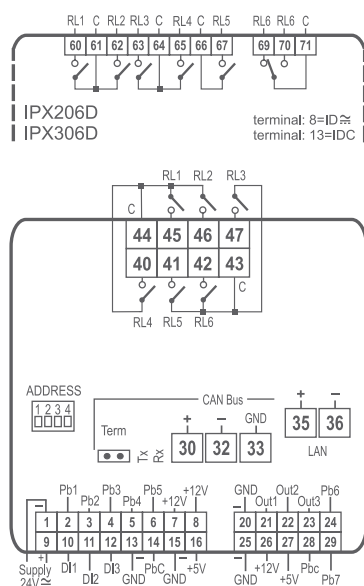 RL1 C RL2 RL3 C RL4 C RL5 RL6 RL6 C
60 61 62 63 64 65 66 67 69 70 71
IPX206D
IPX306D
terminal: 8=ID≂
terminal: 13=IDC
RL1 RL2 RL3
C
44 45 46 47
40 41 42 43
C
RL4 RL5 RL6
ADDRESS
1 2 3 4
CAN Bus
Term
Tx
Rx
+ − GND
30 32 33
+ −
35 36
LAN
Pb1 Pb2 Pb3 Pb4 Pb5 +12V +12V
− 1 2 3 4 5 6 7 8
9 10 11 12 13 14 15 16
+ Supply 24V≂ DI1 DI2 DI3 GND PbC GND +5V
GND Out1 Out2 Out3 Pb6
20 21 22 23 24
25 26 27 28 29
GND +12V +5V Pbc Pb7